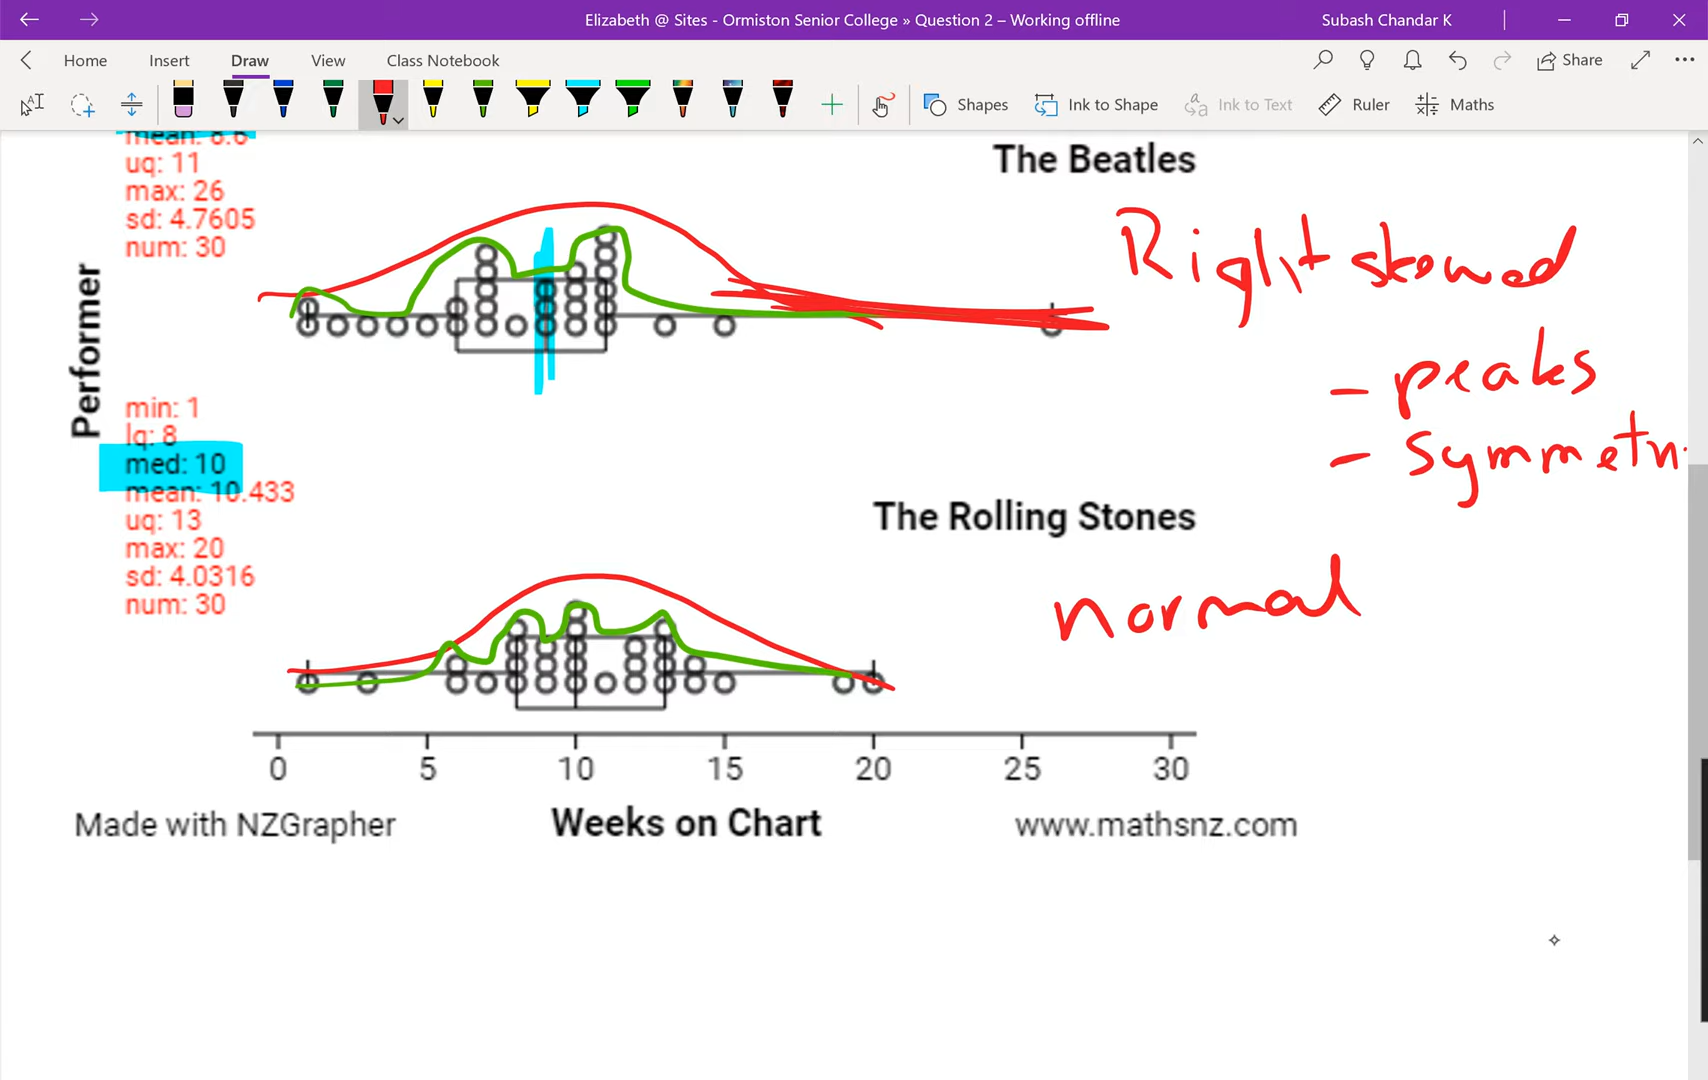 Elizabeth @ Sites - Ormiston Senior College » Question 2 – Working offline
Subash Chandar K
Home
Insert
Draw
View
Class Notebook
Share
Shapes
Ink to Shape
Ink to Text
Ruler
Maths
mean: 8.6
uq: 11
max: 26
sd: 4.7605
num: 30
The Beatles
Right skewed
- peaks
- symmetr
Performer
min: 1
lq: 8
med: 10
mean: 10.433
uq: 13
max: 20
sd: 4.0316
num: 30
The Rolling Stones
normal
0 5 10 15 20 25 30
Made with NZGrapher
Weeks on Chart
www.mathsnz.com